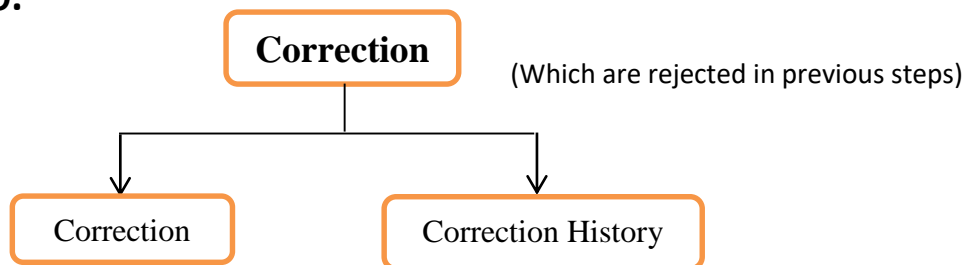 Correction
(Which are rejected in previous steps)
Correction
Correction History